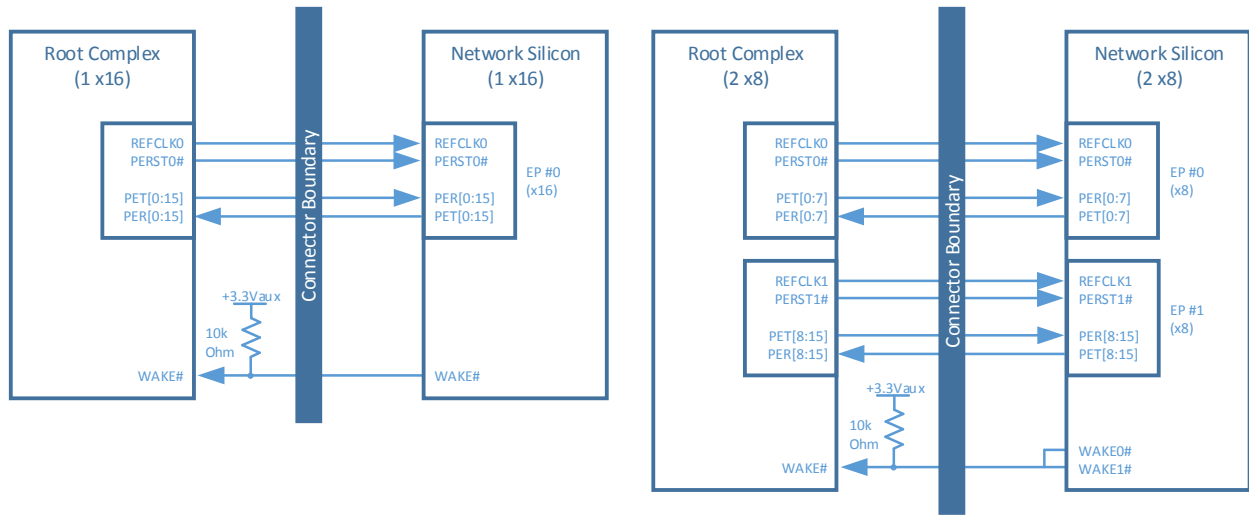 Root Complex
(1 x16)
REFCLK0
PERST0#
PET[0:15]
PER[0:15]
+3.3Vaux
10k
Ohm
WAKE#
Connector Boundary
Network Silicon
(1 x16)
REFCLK0
PERST0#
PER[0:15]
PET[0:15]
EP #0
(x16)
WAKE#
Root Complex
(2 x8)
REFCLK0
PERST0#
PET[0:7]
PER[0:7]
REFCLK1
PERST1#
PET[8:15]
PER[8:15]
+3.3Vaux
10k
Ohm
WAKE#
Connector Boundary
Network Silicon
(2 x8)
REFCLK0
PERST0#
PER[0:7]
PET[0:7]
EP #0
(x8)
REFCLK1
PERST1#
PER[8:15]
PET[8:15]
EP #1
(x8)
WAKE0#
WAKE1#